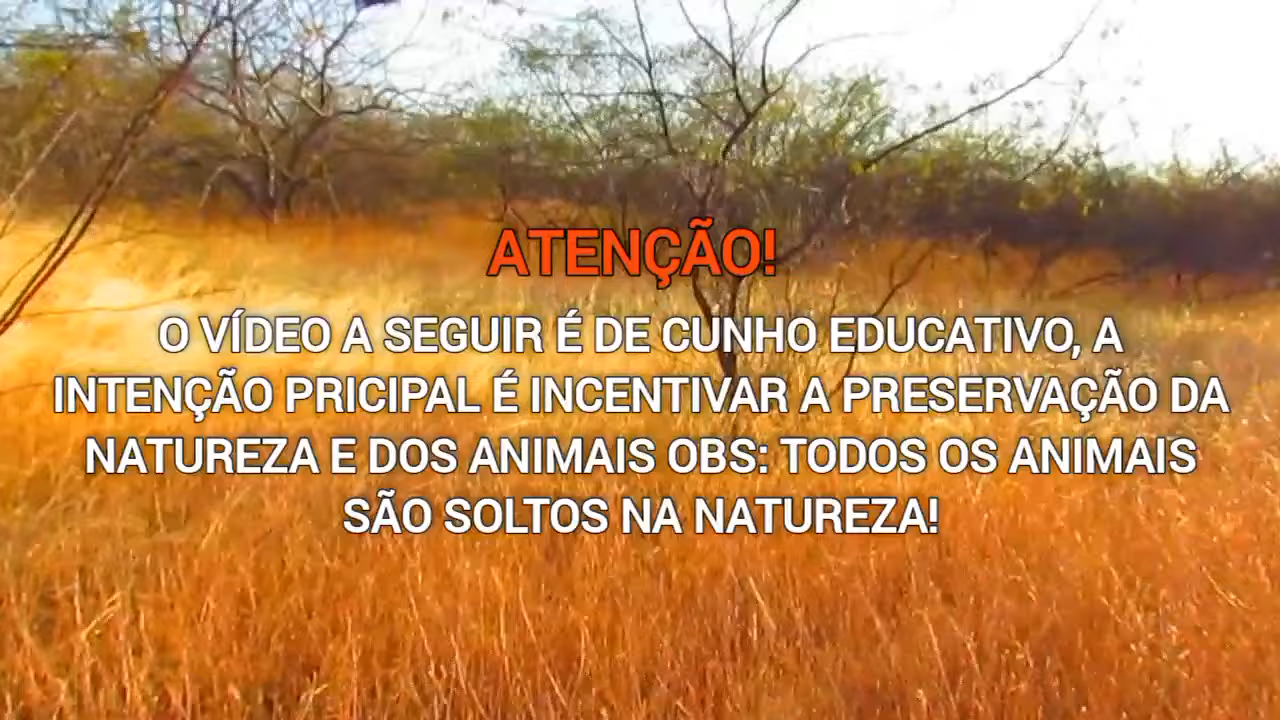 ATENÇÃO!
O VÍDEO A SEGUIR É DE CUNHO EDUCATIVO, A
INTENÇÃO PRICIPAL É INCENTIVAR A PRESERVAÇÃO DA
NATUREZA E DOS ANIMAIS OBS: TODOS OS ANIMAIS
SÃO SOLTOS NA NATUREZA!